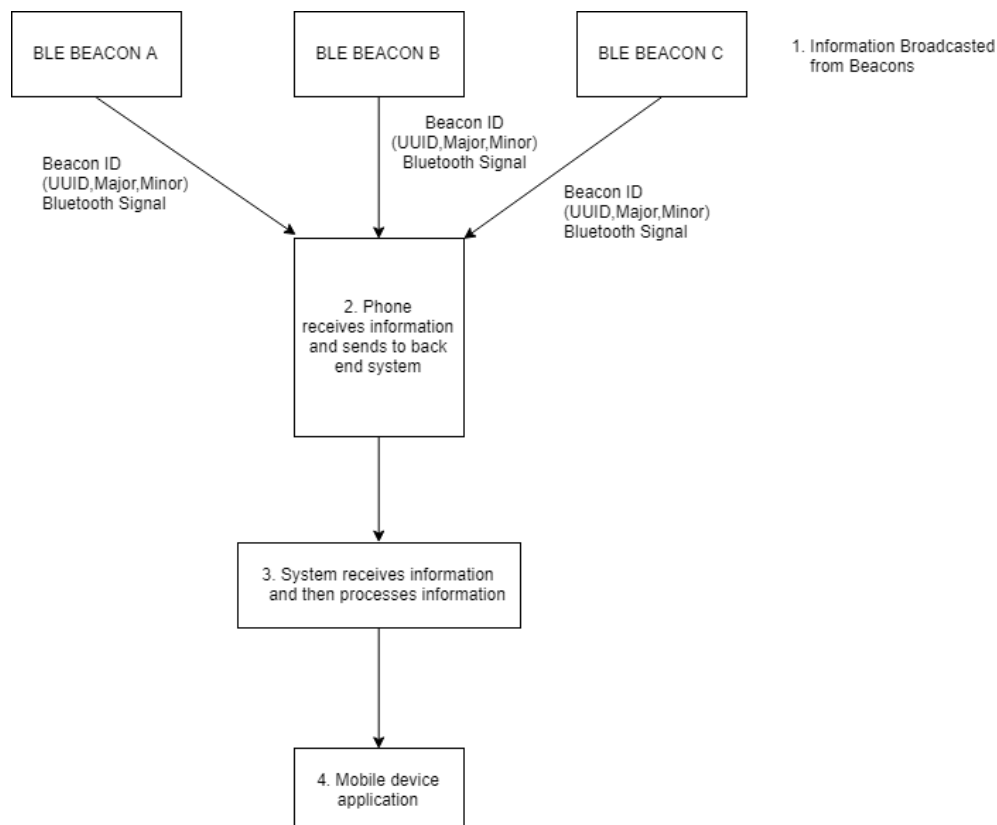 BLE BEACON A
BLE BEACON B
BLE BEACON C
1. Information Broadcasted
from Beacons
Beacon ID
(UUID,Major,Minor)
Bluetooth Signal
Beacon ID
(UUID,Major,Minor)
Bluetooth Signal
Beacon ID
(UUID,Major,Minor)
Bluetooth Signal
2. Phone
receives information
and sends to back
end system
3. System receives information
and then processes information
4. Mobile device
application